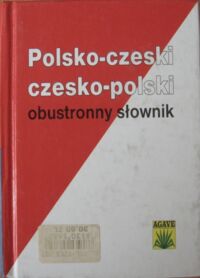 Polsko-czeski
czesko-polski
obustronny słownik
AGAVE